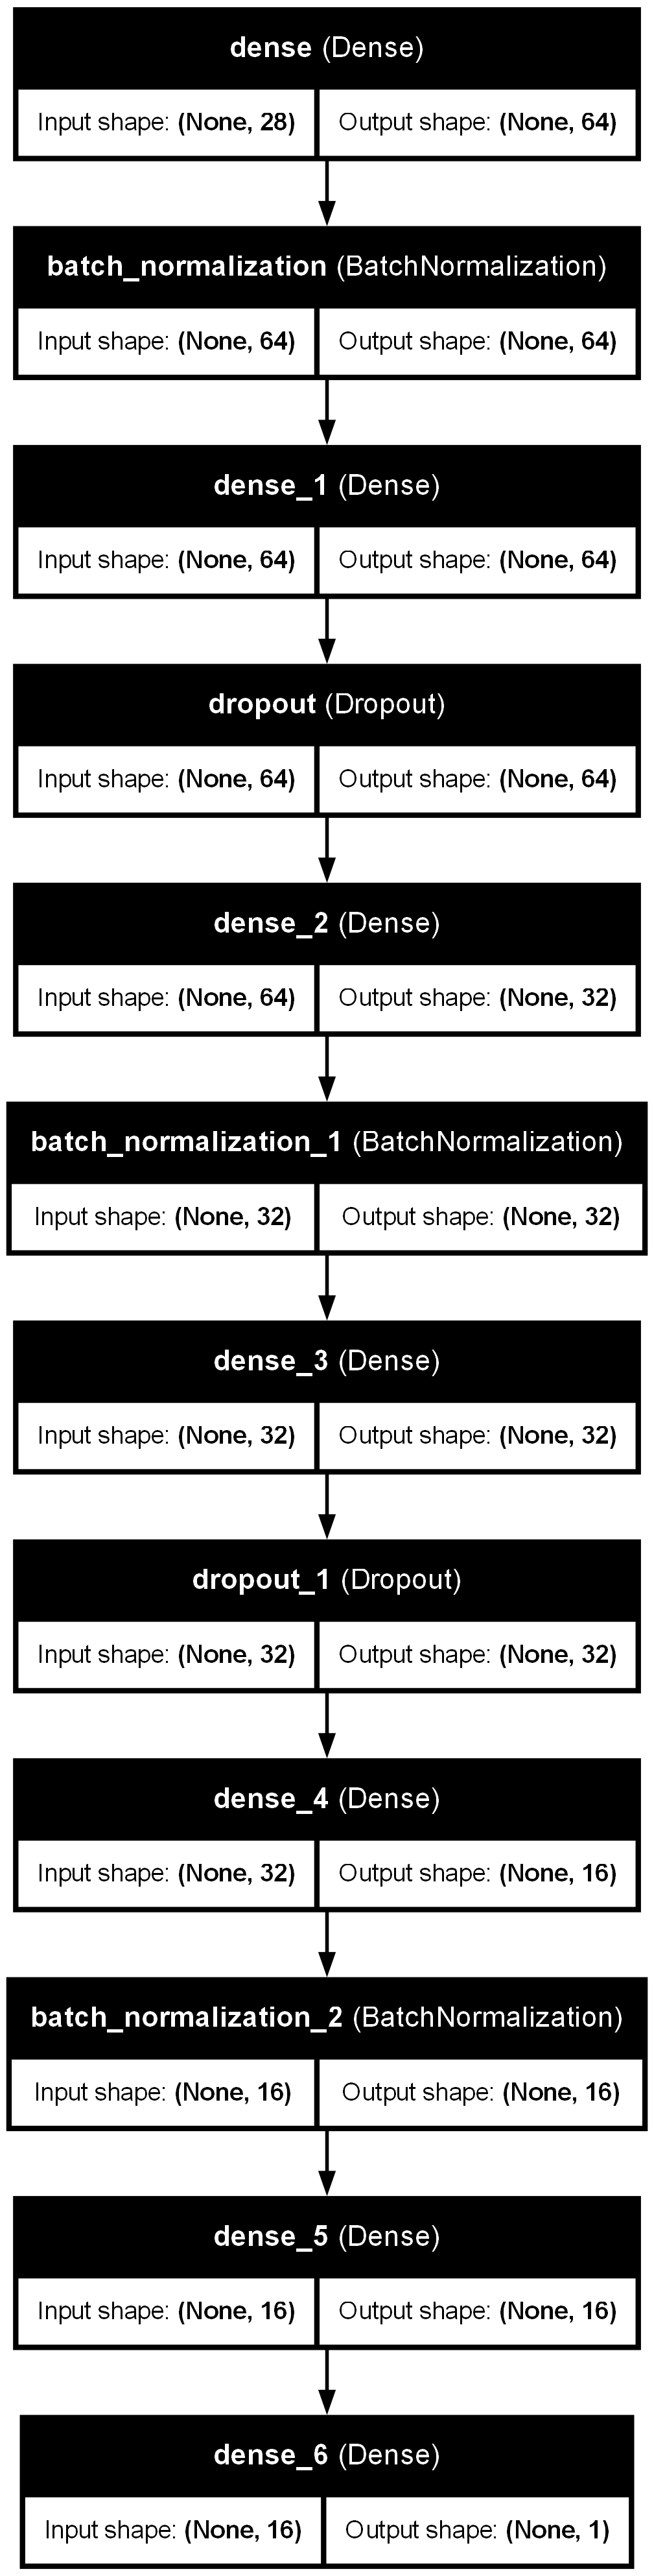 dense (Dense)
Input shape: (None, 28) Output shape: (None, 64)
batch_normalization (BatchNormalization)
Input shape: (None, 64) Output shape: (None, 64)
dense_1 (Dense)
Input shape: (None, 64) Output shape: (None, 64)
dropout (Dropout)
Input shape: (None, 64) Output shape: (None, 64)
dense_2 (Dense)
Input shape: (None, 64) Output shape: (None, 32)
batch_normalization_1 (BatchNormalization)
Input shape: (None, 32) Output shape: (None, 32)
dense_3 (Dense)
Input shape: (None, 32) Output shape: (None, 32)
dropout_1 (Dropout)
Input shape: (None, 32) Output shape: (None, 32)
dense_4 (Dense)
Input shape: (None, 32) Output shape: (None, 16)
batch_normalization_2 (BatchNormalization)
Input shape: (None, 16) Output shape: (None, 16)
dense_5 (Dense)
Input shape: (None, 16) Output shape: (None, 16)
dense_6 (Dense)
Input shape: (None, 16) Output shape: (None, 1)